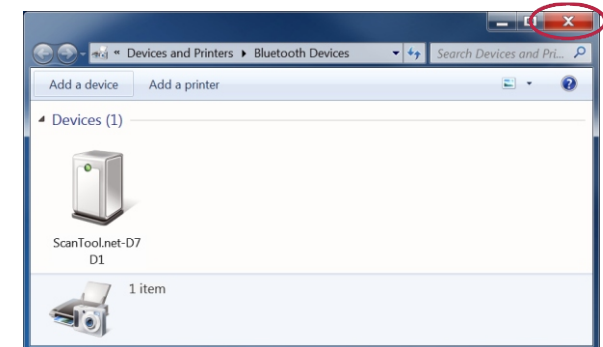 « Devices and Printers Bluetooth Devices Search Devices and Pri...
Add a device Add a printer
Devices (1)
ScanTool.net-D7
D1
1 item